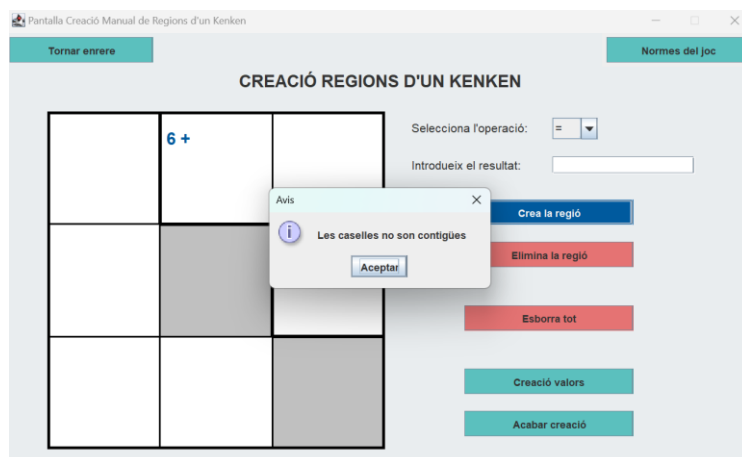 Pantalla Creació Manual de Regions d'un Kenken
Tornar enrere
Normes del joc
CREACIÓ REGIONS D'UN KENKEN
6 +
Selecciona l'operació:
=
Introdueix el resultat:
Avis
Les caselles no son contigües
Aceptar
Crea la regió
Elimina la regió
Esborra tot
Creació valors
Acabar creació